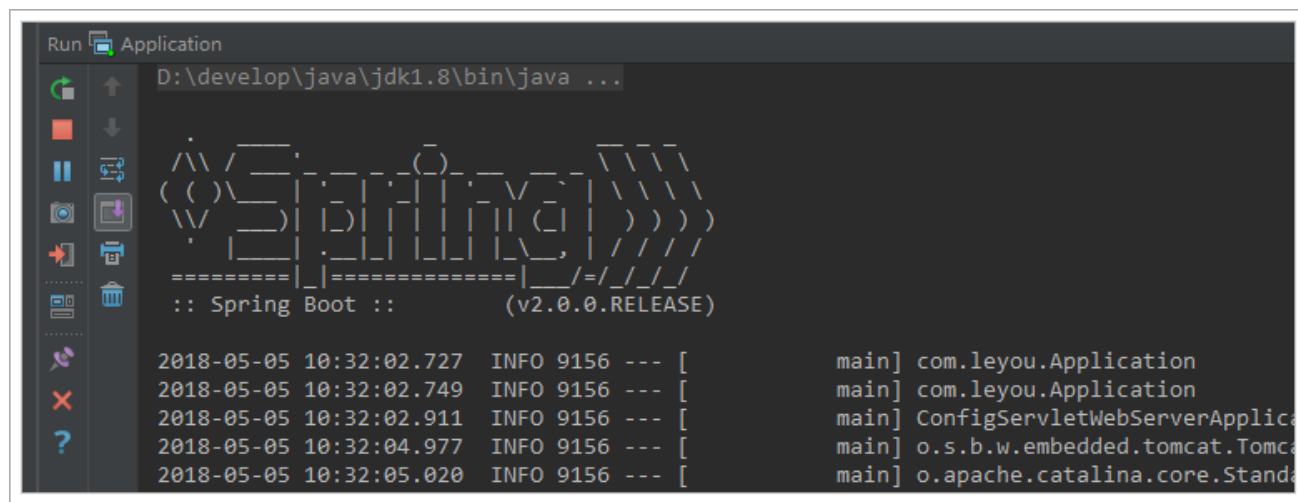 Run Application
D:\develop\java\jdk1.8\bin\java ...
  .   ____          _            __ _ _
 /\\ / ___'_ __ _ _(_)_ __  __ _ \ \ \ \
( ( )\___ | '_ | '_| | '_ \/ _` | \ \ \ \
 \\/  ___)| |_)| | | | | || (_| |  ) ) ) )
  '  |____| .__|_| |_|_| |_\__, | / / / /
 =========|_|==============|___/=/_/_/_/
 :: Spring Boot ::        (v2.0.0.RELEASE)
2018-05-05 10:32:02.727  INFO 9156 --- [           main] com.leyou.Application
2018-05-05 10:32:02.749  INFO 9156 --- [           main] com.leyou.Application
2018-05-05 10:32:02.911  INFO 9156 --- [           main] ConfigServletWebServerApplica
2018-05-05 10:32:04.977  INFO 9156 --- [           main] o.s.b.w.embedded.tomcat.Tomca
2018-05-05 10:32:05.020  INFO 9156 --- [           main] o.apache.catalina.core.Standa